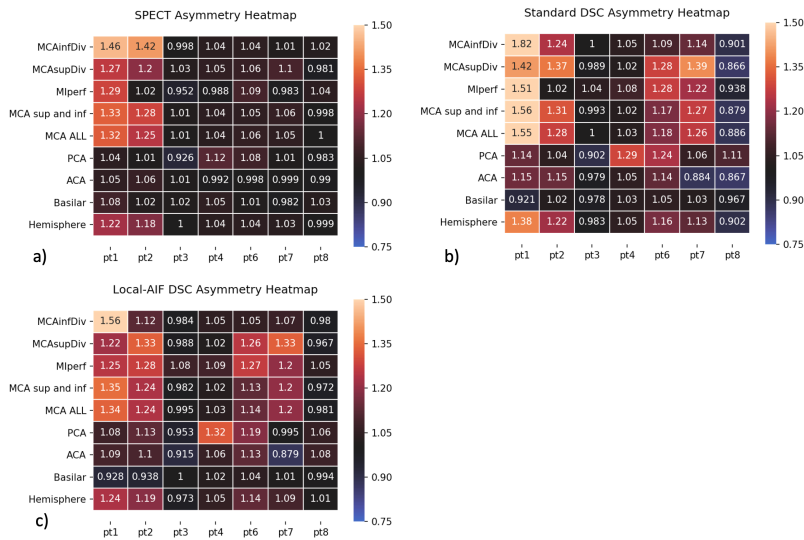 SPECT Asymmetry Heatmap
MCAinfDiv 1.46 1.42 0.998 1.04 1.04 1.01 1.02
MCAsupDiv 1.27 1.2 1.03 1.05 1.06 1.1 0.981
MIperf 1.29 1.02 0.952 0.988 1.09 0.983 1.04
MCA sup and inf 1.33 1.28 1.01 1.04 1.05 1.06 0.998
MCA ALL 1.32 1.25 1.01 1.04 1.06 1.05 1
PCA 1.04 1.01 0.926 1.12 1.08 1.01 0.983
ACA 1.05 1.06 1.01 0.992 0.998 0.999 0.99
Basilar 1.08 1.02 1.02 1.05 1.01 0.982 1.03
Hemisphere 1.22 1.18 1 1.04 1.04 1.03 0.999
pt1 pt2 pt3 pt4 pt6 pt7 pt8
1.50
1.35
1.20
1.05
0.90
0.75
a)
Standard DSC Asymmetry Heatmap
MCAinfDiv 1.82 1.24 1 1.05 1.09 1.14 0.901
MCAsupDiv 1.42 1.37 0.989 1.02 1.28 1.39 0.866
MIperf 1.51 1.02 1.04 1.08 1.28 1.22 0.938
MCA sup and inf 1.56 1.31 0.993 1.02 1.17 1.27 0.879
MCA ALL 1.55 1.28 1 1.03 1.18 1.26 0.886
PCA 1.14 1.04 0.902 1.29 1.24 1.06 1.11
ACA 1.15 1.15 0.979 1.05 1.14 0.884 0.867
Basilar 0.921 1.02 0.978 1.03 1.05 1.03 0.967
Hemisphere 1.38 1.22 0.983 1.05 1.16 1.13 0.902
pt1 pt2 pt3 pt4 pt6 pt7 pt8
1.50
1.35
1.20
1.05
0.90
0.75
b)
Local-AIF DSC Asymmetry Heatmap
MCAinfDiv 1.56 1.12 0.984 1.05 1.05 1.07 0.98
MCAsupDiv 1.22 1.33 0.988 1.02 1.26 1.33 0.967
MIperf 1.25 1.28 1.08 1.09 1.27 1.2 1.05
MCA sup and inf 1.35 1.24 0.982 1.02 1.13 1.2 0.972
MCA ALL 1.34 1.24 0.995 1.03 1.14 1.2 0.981
PCA 1.08 1.13 0.953 1.32 1.19 0.995 1.06
ACA 1.09 1.1 0.915 1.06 1.13 0.879 1.08
Basilar 0.928 0.938 1 1.02 1.04 1.01 0.994
Hemisphere 1.24 1.19 0.973 1.05 1.14 1.09 1.01
pt1 pt2 pt3 pt4 pt6 pt7 pt8
1.50
1.35
1.20
1.05
0.90
0.75
c)